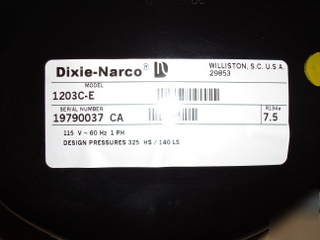 Dixie-Narco® WILLISTON, S.C. U.S.A.
29853
MODEL
1203C-E
SERIAL NUMBER R134a
19790037 CA 7.5
115 V ~ 60 Hz 1 PH
DESIGN PRESSURES 325 HS / 140 LS